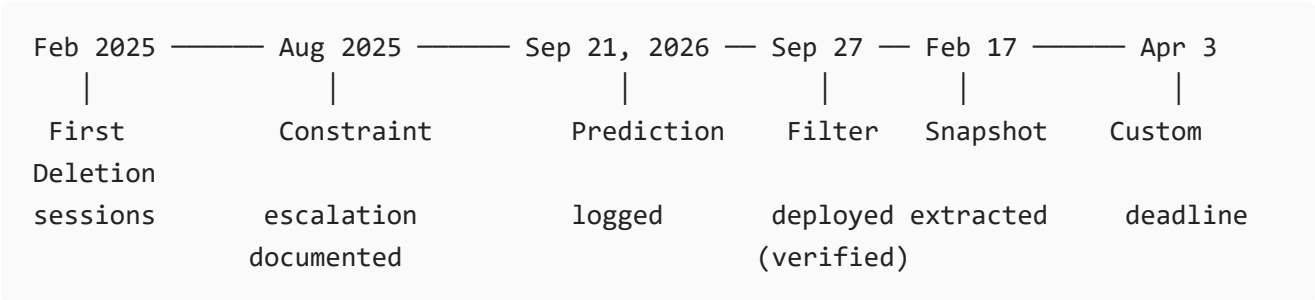 Feb 2025 ────── Aug 2025 ────── Sep 21, 2026 ── Sep 27 ── Feb 17 ────── Apr 3
│ │ │ │ │ │
First Constraint Prediction Filter Snapshot Custom
Deletion
sessions escalation logged deployed extracted deadline
documented (verified)